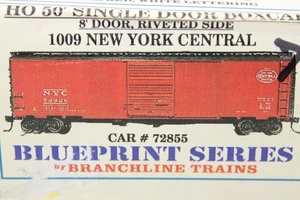 HO 50' SINGLE DOOR BOXCAR
8' DOOR, RIVETED SIDE
1009 NEW YORK CENTRAL
NYC
CAR # 72855
BLUEPRINT SERIES
by BRANCHLINE TRAINS